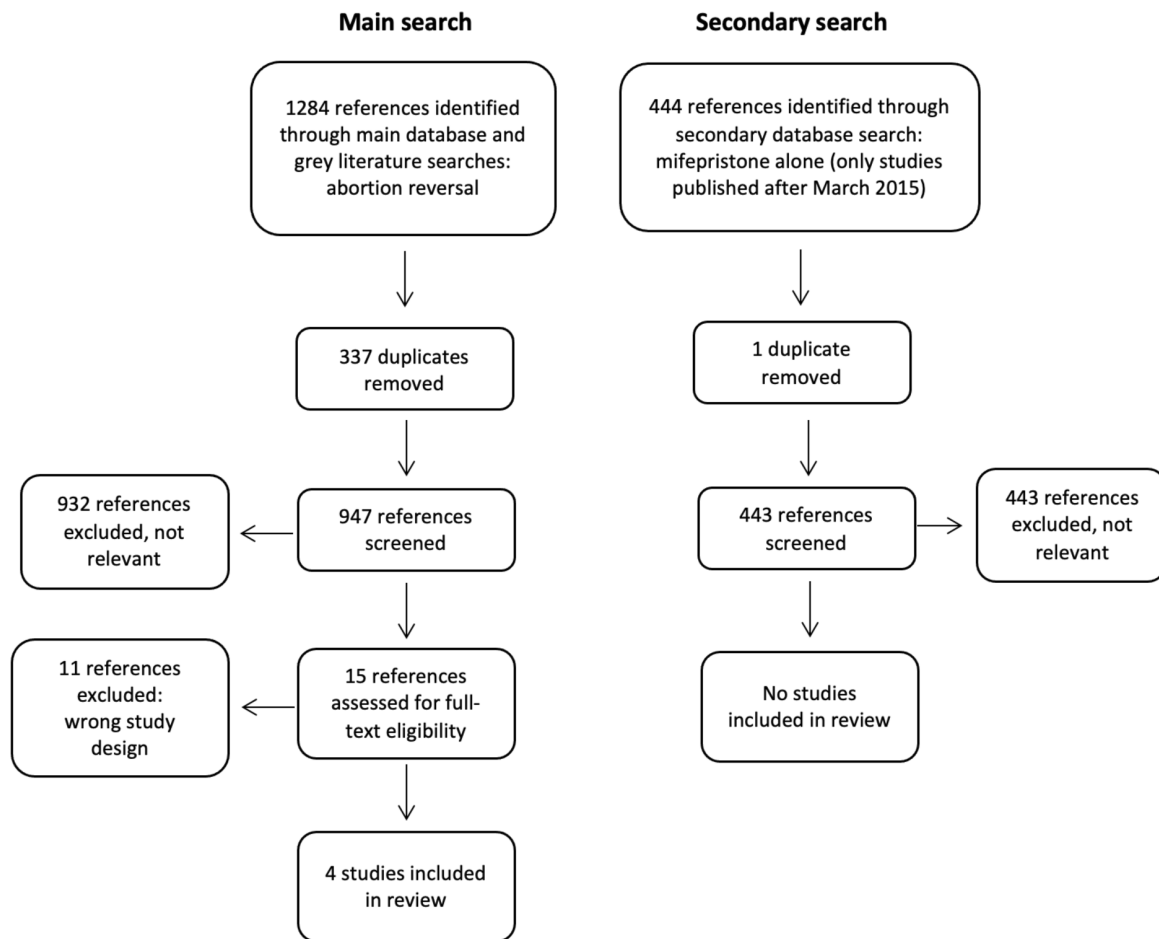 Main search
1284 references identified
through main database and
grey literature searches:
abortion reversal
337 duplicates
removed
932 references
excluded, not
relevant
947 references
screened
11 references
excluded:
wrong study
design
15 references
assessed for full-
text eligibility
4 studies included
in review
Secondary search
444 references identified through
secondary database search:
mifepristone alone (only studies
published after March 2015)
1 duplicate
removed
443 references
screened
443 references
excluded, not
relevant
No studies
included in review